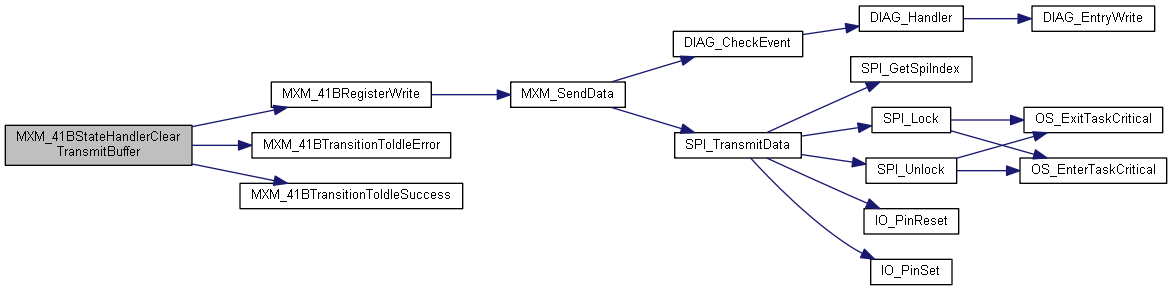 MXM_41BStateHandlerClear
TransmitBuffer
MXM_41BRegisterWrite
MXM_41BTransitionToIdleError
MXM_41BTransitionToIdleSuccess
MXM_SendData
DIAG_CheckEvent
SPI_TransmitData
DIAG_Handler
SPI_GetSpiIndex
SPI_Lock
SPI_Unlock
IO_PinReset
IO_PinSet
DIAG_EntryWrite
OS_ExitTaskCritical
OS_EnterTaskCritical